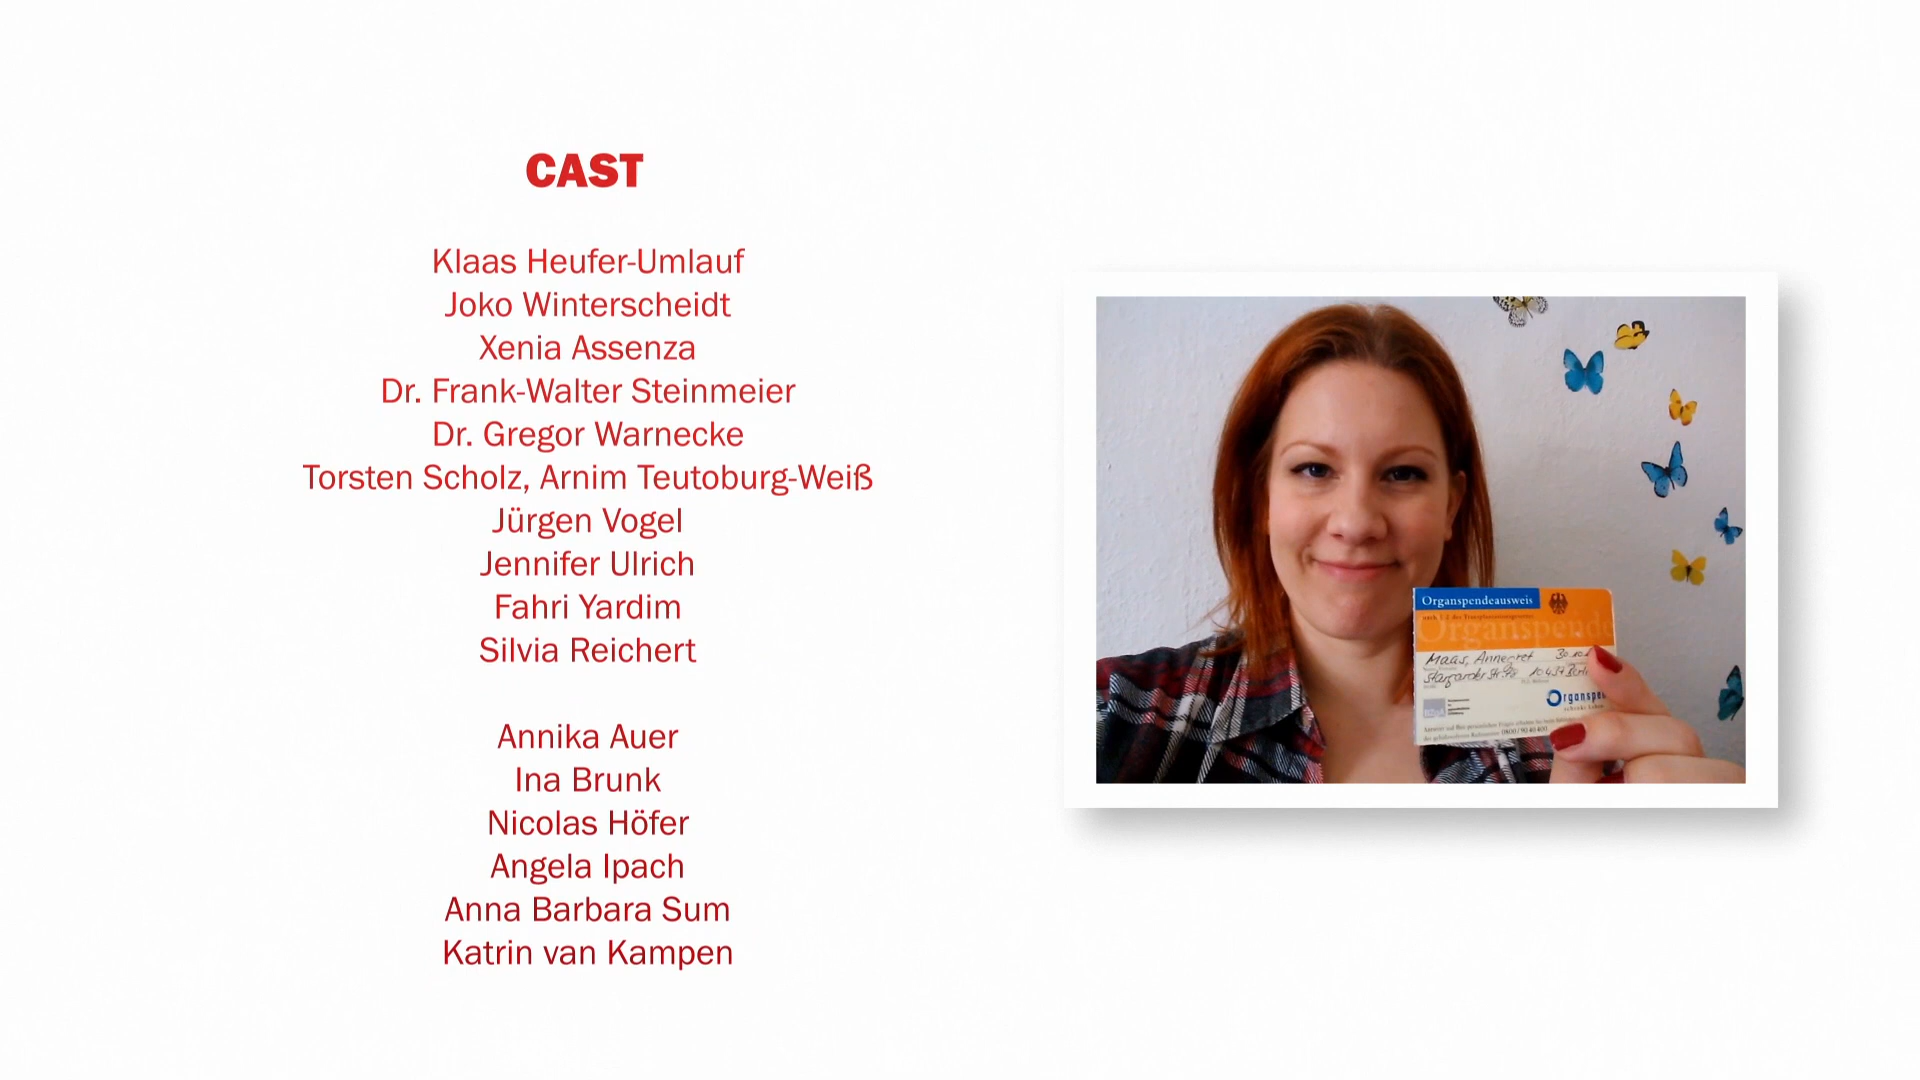 CAST
Klaas Heufer-Umlauf
Joko Winterscheidt
Xenia Assenza
Dr. Frank-Walter Steinmeier
Dr. Gregor Warnecke
Torsten Scholz, Arnim Teutoburg-Weiß
Jürgen Vogel
Jennifer Ulrich
Fahri Yardim
Silvia Reichert
Annika Auer
Ina Brunk
Nicolas Höfer
Angela Ipach
Anna Barbara Sum
Katrin van Kampen
Organspendeausweis
Organspende
Maas, Annegret